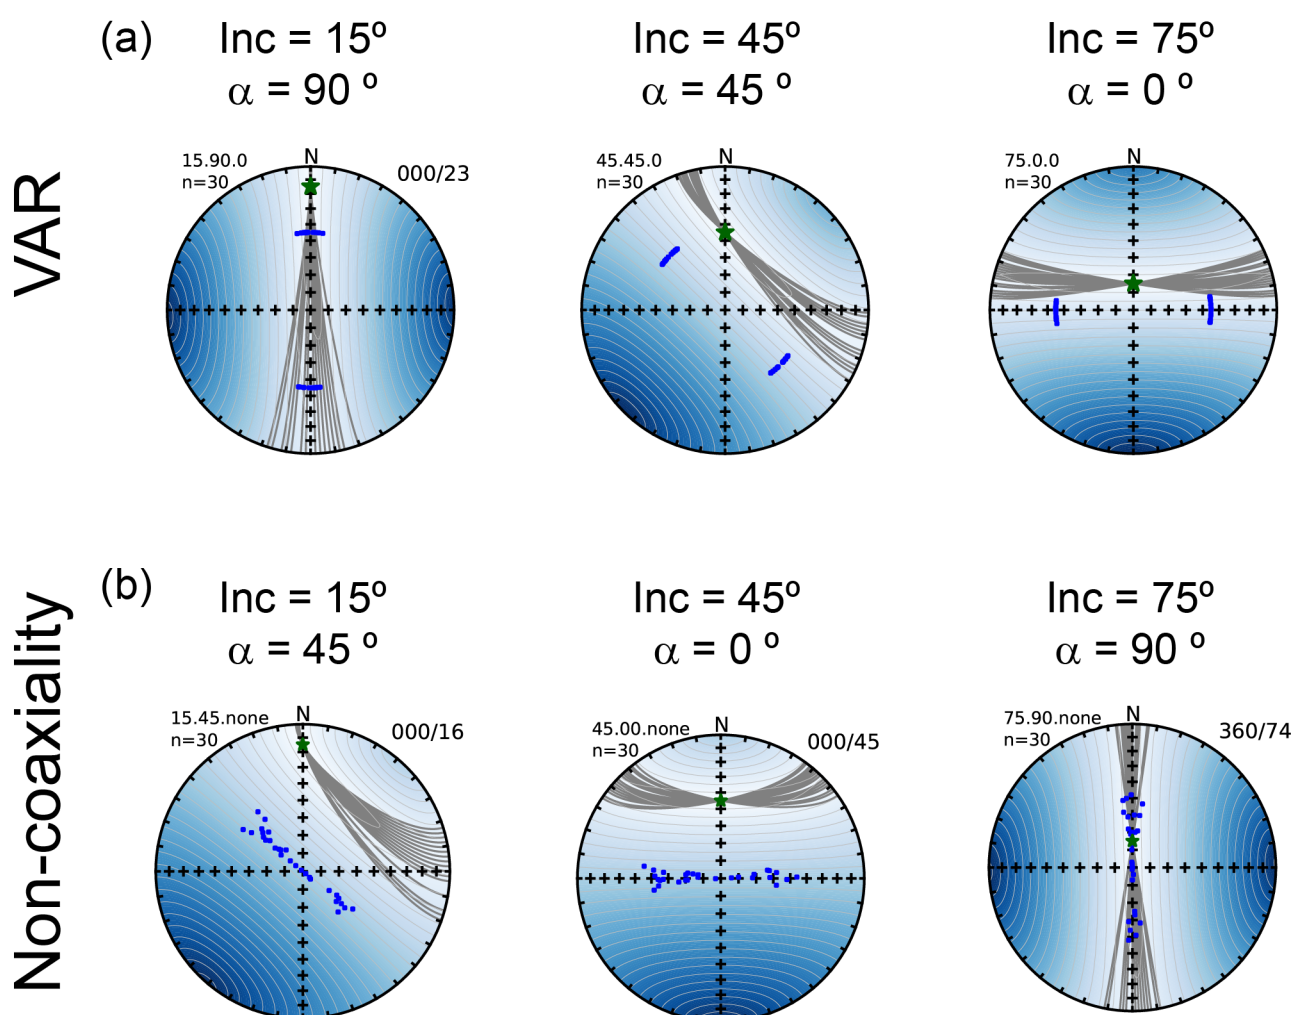 (a)
Inc = 15º
α = 90 º
Inc = 45º
α = 45 º
Inc = 75º
α = 0 º
VAR
15.90.0
n=30
N
000/23
45.45.0
n=30
N
75.0.0
n=30
N
(b)
Inc = 15º
α = 45 º
Inc = 45º
α = 0 º
Inc = 75º
α = 90 º
Non-coaxiality
15.45.none
n=30
N
000/16
45.00.none
n=30
N
000/45
75.90.none
n=30
N
360/74